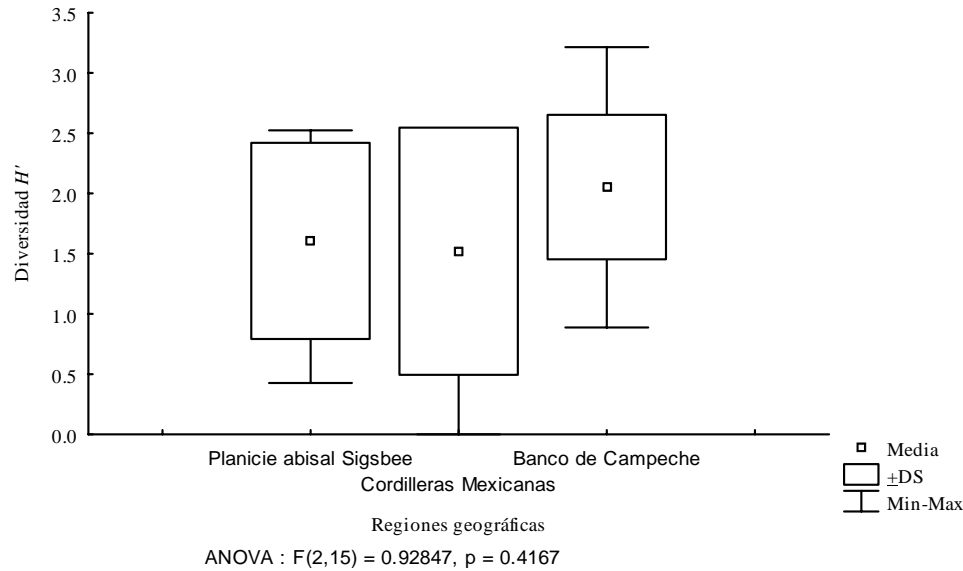 3.5
3.0
2.5
2.0
1.5
1.0
0.5
0.0
Diversidad H'
Planicie abisal Sigsbee
Cordilleras Mexicanas
Banco de Campeche
Regiones geográficas
ANOVA : F(2,15) = 0.92847, p = 0.4167
Media
±DS
Min-Max